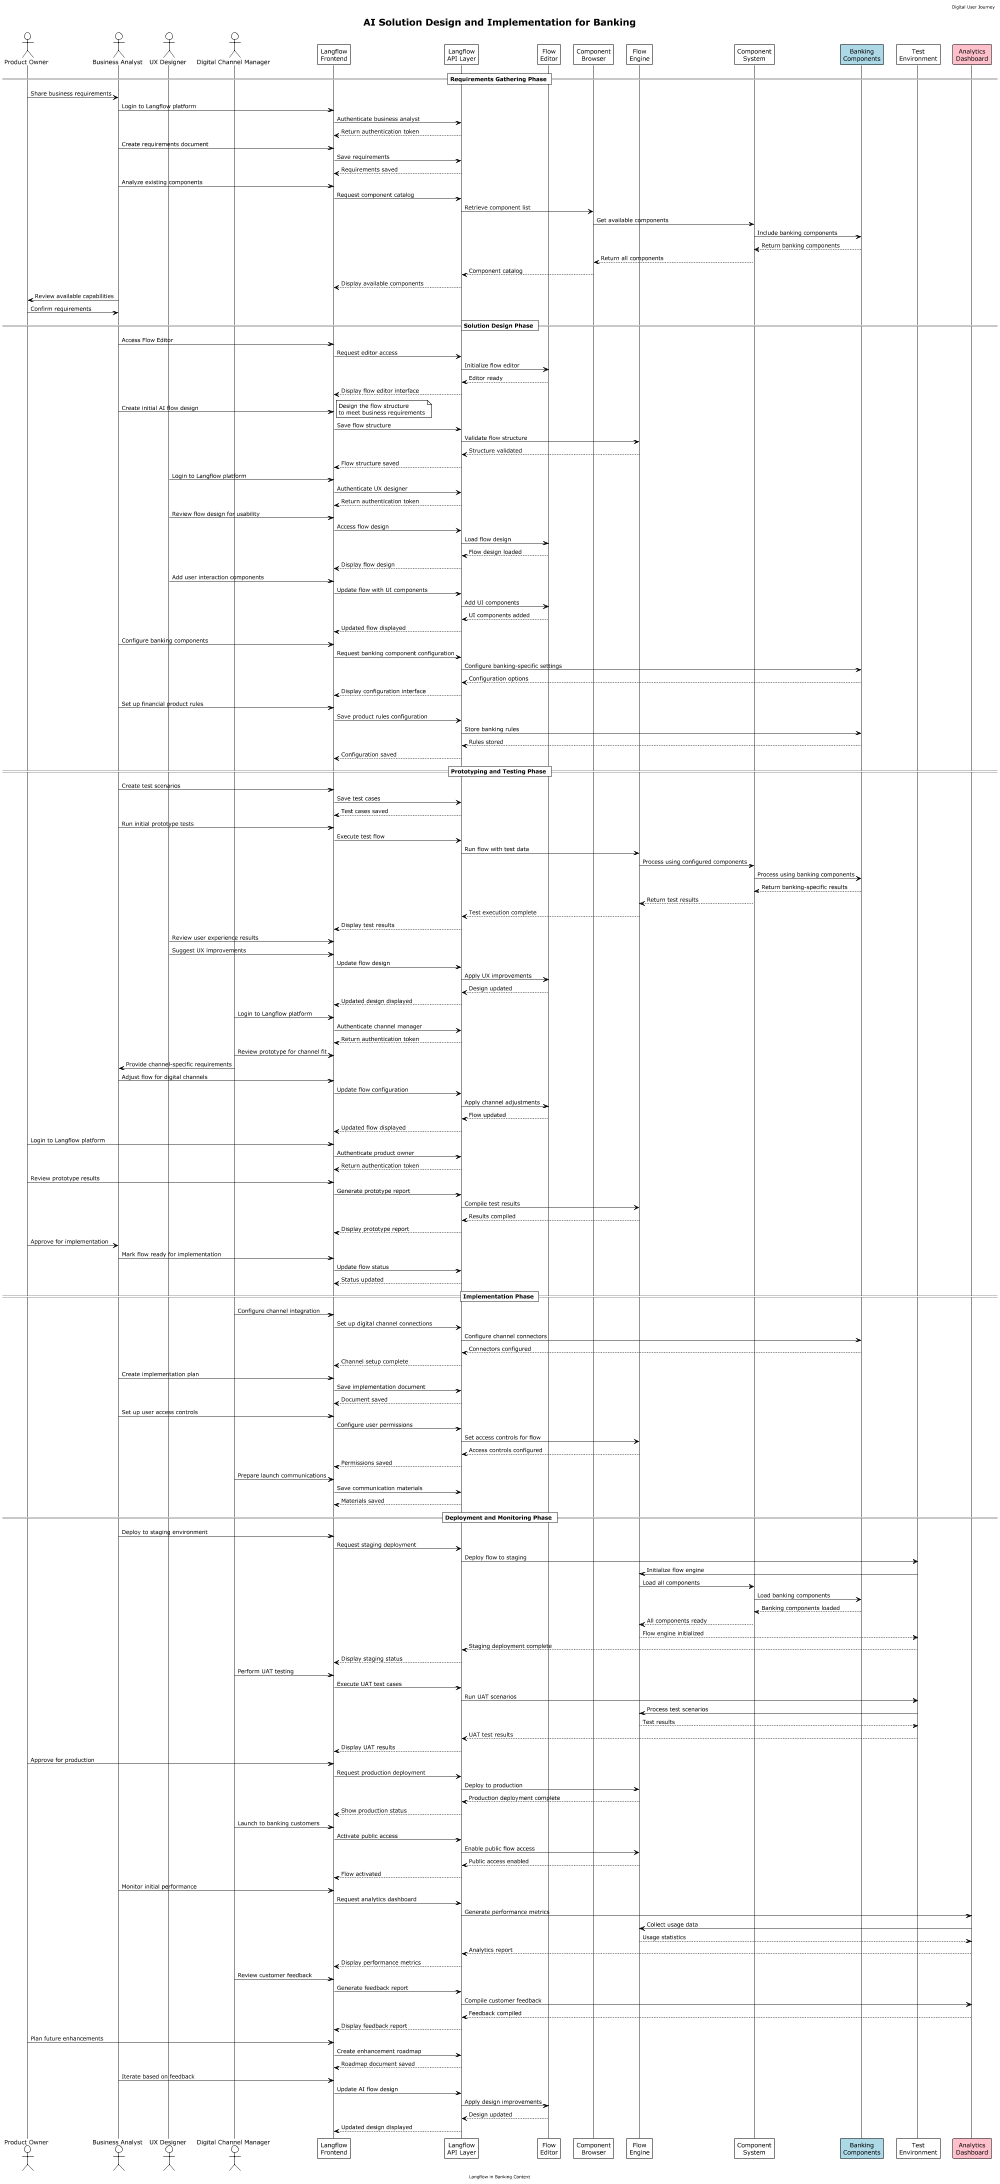 Digital User Journey
AI Solution Design and Implementation for Banking
Product Owner
Business Analyst
UX Designer
Digital Channel Manager
Langflow
Frontend
Langflow
API Layer
Flow
Editor
Component
Browser
Flow
Engine
Component
System
Banking
Components
Test
Environment
Analytics
Dashboard
Requirements Gathering Phase
Share business requirements
Login to Langflow platform
Authenticate business analyst
Return authentication token
Create requirements document
Save requirements
Requirements saved
Analyze existing components
Request component catalog
Retrieve component list
Get available components
Include banking components
Return banking components
Return all components
Component catalog
Display available components
Review available capabilities
Confirm requirements
Solution Design Phase
Access Flow Editor
Request editor access
Initialize flow editor
Editor ready
Display flow editor interface
Create initial AI flow design
Design the flow structure
to meet business requirements
Save flow structure
Validate flow structure
Structure validated
Flow structure saved
Login to Langflow platform
Authenticate UX designer
Return authentication token
Review flow design for usability
Access flow design
Load flow design
Flow design loaded
Display flow design
Add user interaction components
Update flow with UI components
Add UI components
UI components added
Updated flow displayed
Configure banking components
Request banking component configuration
Configure banking-specific settings
Configuration options
Display configuration interface
Set up financial product rules
Save product rules configuration
Store banking rules
Rules stored
Configuration saved
Prototyping and Testing Phase
Create test scenarios
Save test cases
Test cases saved
Run initial prototype tests
Execute test flow
Run flow with test data
Process using configured components
Process using banking components
Return banking-specific results
Return test results
Test execution complete
Display test results
Review user experience results
Suggest UX improvements
Update flow design
Apply UX improvements
Design updated
Updated design displayed
Login to Langflow platform
Authenticate channel manager
Return authentication token
Review prototype for channel fit
Provide channel-specific requirements
Adjust flow for digital channels
Update flow configuration
Apply channel adjustments
Flow updated
Updated flow displayed
Login to Langflow platform
Authenticate product owner
Return authentication token
Review prototype results
Generate prototype report
Compile test results
Results compiled
Display prototype report
Approve for implementation
Mark flow ready for implementation
Update flow status
Status updated
Implementation Phase
Configure channel integration
Set up digital channel connections
Configure channel connectors
Connectors configured
Channel setup complete
Create implementation plan
Save implementation document
Document saved
Set up user access controls
Configure user permissions
Set access controls for flow
Access controls configured
Permissions saved
Prepare launch communications
Save communication materials
Materials saved
Deployment and Monitoring Phase
Deploy to staging environment
Request staging deployment
Deploy flow to staging
Initialize flow engine
Load all components
Load banking components
Banking components loaded
All components ready
Flow engine initialized
Staging deployment complete
Display staging status
Perform UAT testing
Execute UAT test cases
Run UAT scenarios
Process test scenarios
Test results
UAT test results
Display UAT results
Approve for production
Request production deployment
Deploy to production
Production deployment complete
Show production status
Launch to banking customers
Activate public access
Enable public flow access
Public access enabled
Flow activated
Monitor initial performance
Request analytics dashboard
Generate performance metrics
Collect usage data
Usage statistics
Analytics report
Display performance metrics
Review customer feedback
Generate feedback report
Compile customer feedback
Feedback compiled
Display feedback report
Plan future enhancements
Create enhancement roadmap
Roadmap document saved
Iterate based on feedback
Update AI flow design
Apply design improvements
Design updated
Updated design displayed
Product Owner
Business Analyst
UX Designer
Digital Channel Manager
Langflow
Frontend
Langflow
API Layer
Flow
Editor
Component
Browser
Flow
Engine
Component
System
Banking
Components
Test
Environment
Analytics
Dashboard
Langflow in Banking Context